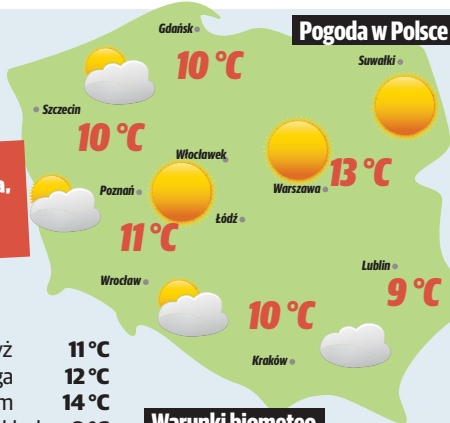 Pogoda w Polsce
Gdańsk
10 °C
Suwałki
Szczecin
10 °C
Włocławek
13 °C
Warszawa
Poznań
Łódź
11 °C
Lublin
9 °C
Wrocław
10 °C
Kraków
11 °C
12 °C
14 °C
Warunki biometeo